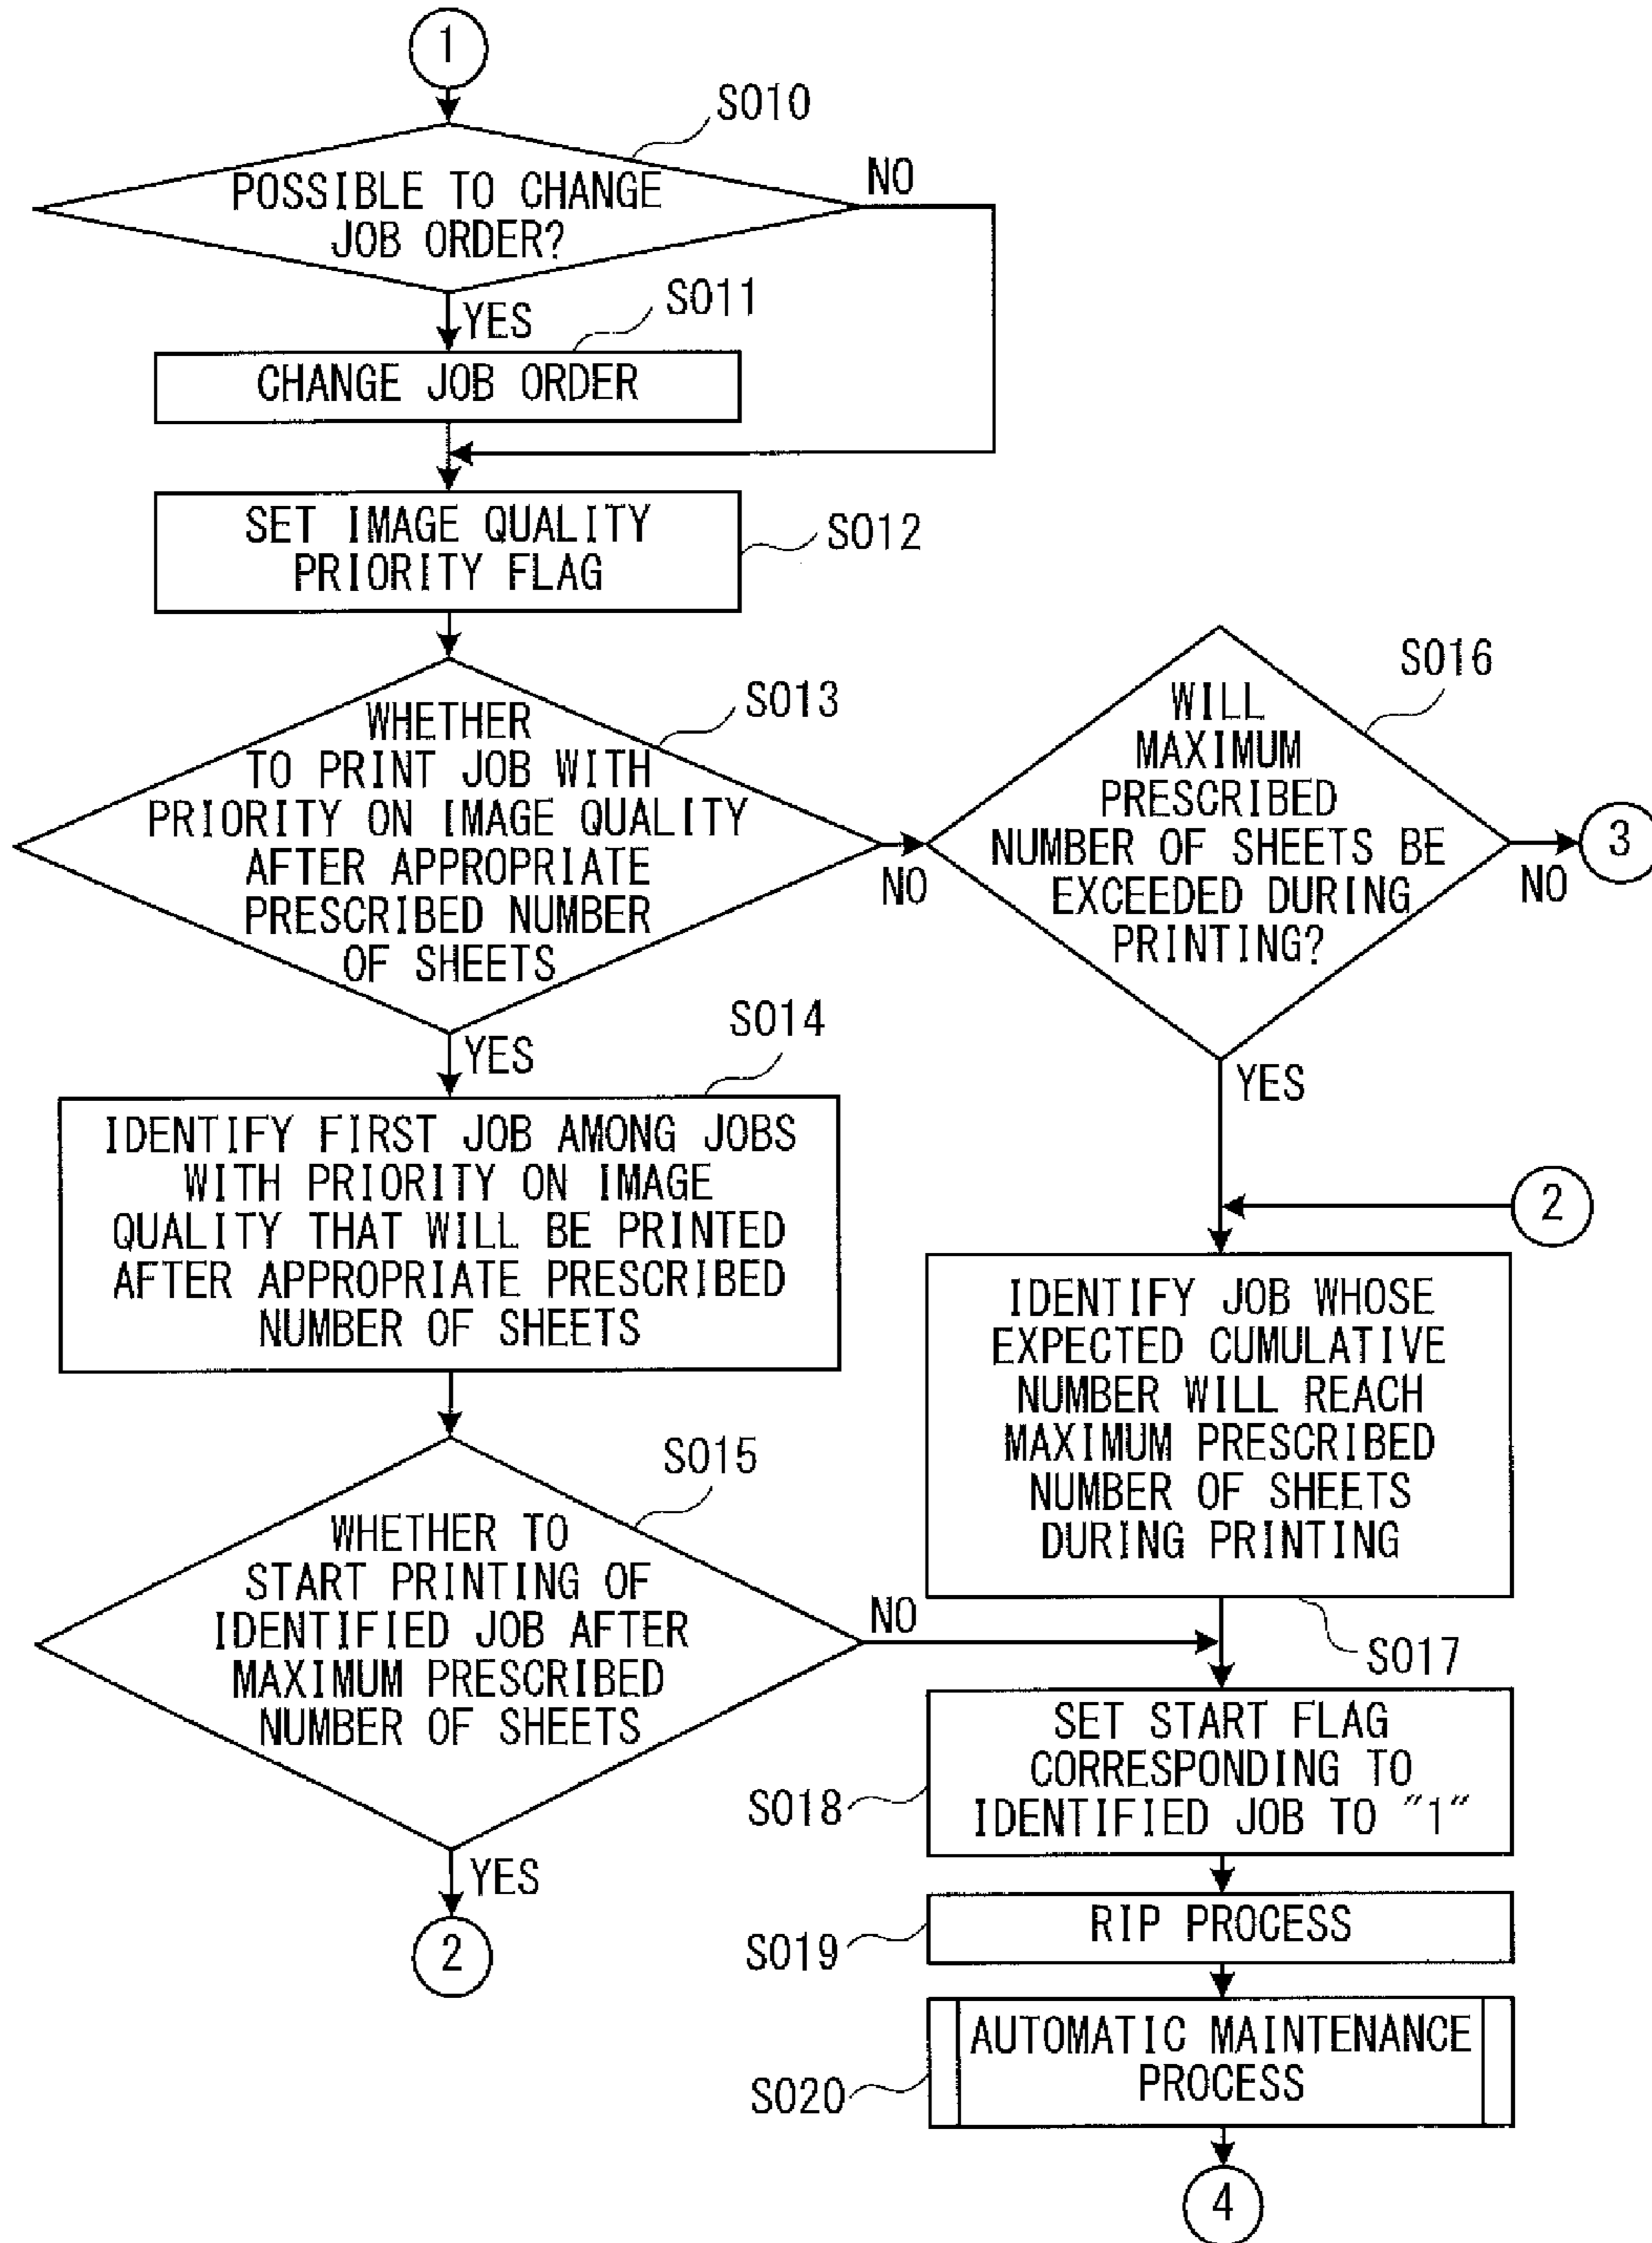 1
S010
POSSIBLE TO CHANGE
JOB ORDER?
NO
YES
S011
CHANGE JOB ORDER
SET IMAGE QUALITY
PRIORITY FLAG
S012
S013
WHETHER
TO PRINT JOB WITH
PRIORITY ON IMAGE QUALITY
AFTER APPROPRIATE
PRESCRIBED NUMBER
OF SHEETS
NO
YES
S016
WILL
MAXIMUM
PRESCRIBED
NUMBER OF SHEETS BE
EXCEEDED DURING
PRINTING?
NO
3
YES
S014
IDENTIFY FIRST JOB AMONG JOBS
WITH PRIORITY ON IMAGE
QUALITY THAT WILL BE PRINTED
AFTER APPROPRIATE PRESCRIBED
NUMBER OF SHEETS
2
IDENTIFY JOB WHOSE
EXPECTED CUMULATIVE
NUMBER WILL REACH
MAXIMUM PRESCRIBED
NUMBER OF SHEETS
DURING PRINTING
S017
S015
WHETHER TO
START PRINTING OF
IDENTIFIED JOB AFTER
MAXIMUM PRESCRIBED
NUMBER OF SHEETS
NO
YES
2
SET START FLAG
CORRESPONDING TO
IDENTIFIED JOB TO "1"
S018
RIP PROCESS
S019
AUTOMATIC MAINTENANCE
PROCESS
S020
4